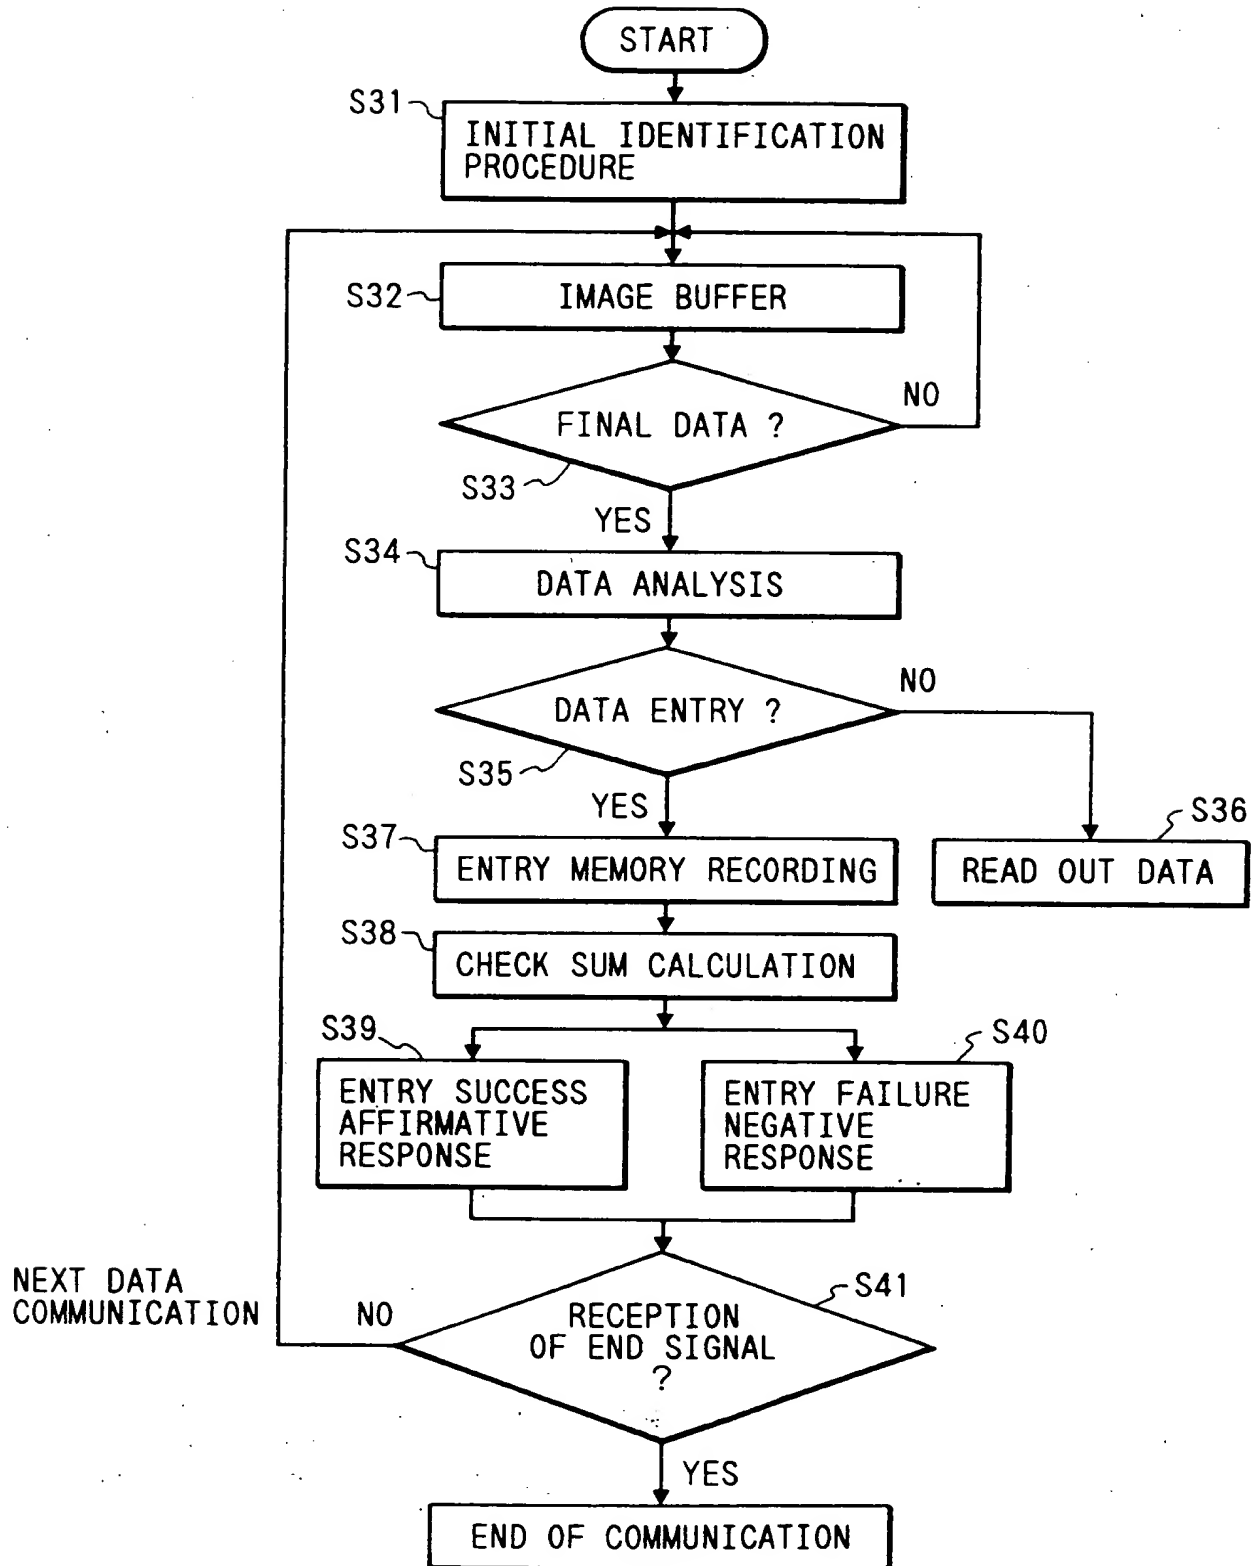 START
S31
INITIAL IDENTIFICATION
PROCEDURE
S32
IMAGE BUFFER
FINAL DATA ?
NO
S33
YES
S34
DATA ANALYSIS
DATA ENTRY ?
NO
S35
YES
S37
ENTRY MEMORY RECORDING
S36
READ OUT DATA
S38
CHECK SUM CALCULATION
S39
ENTRY SUCCESS
AFFIRMATIVE
RESPONSE
S40
ENTRY FAILURE
NEGATIVE
RESPONSE
NEXT DATA
COMMUNICATION
NO
S41
RECEPTION
OF END SIGNAL
?
YES
END OF COMMUNICATION